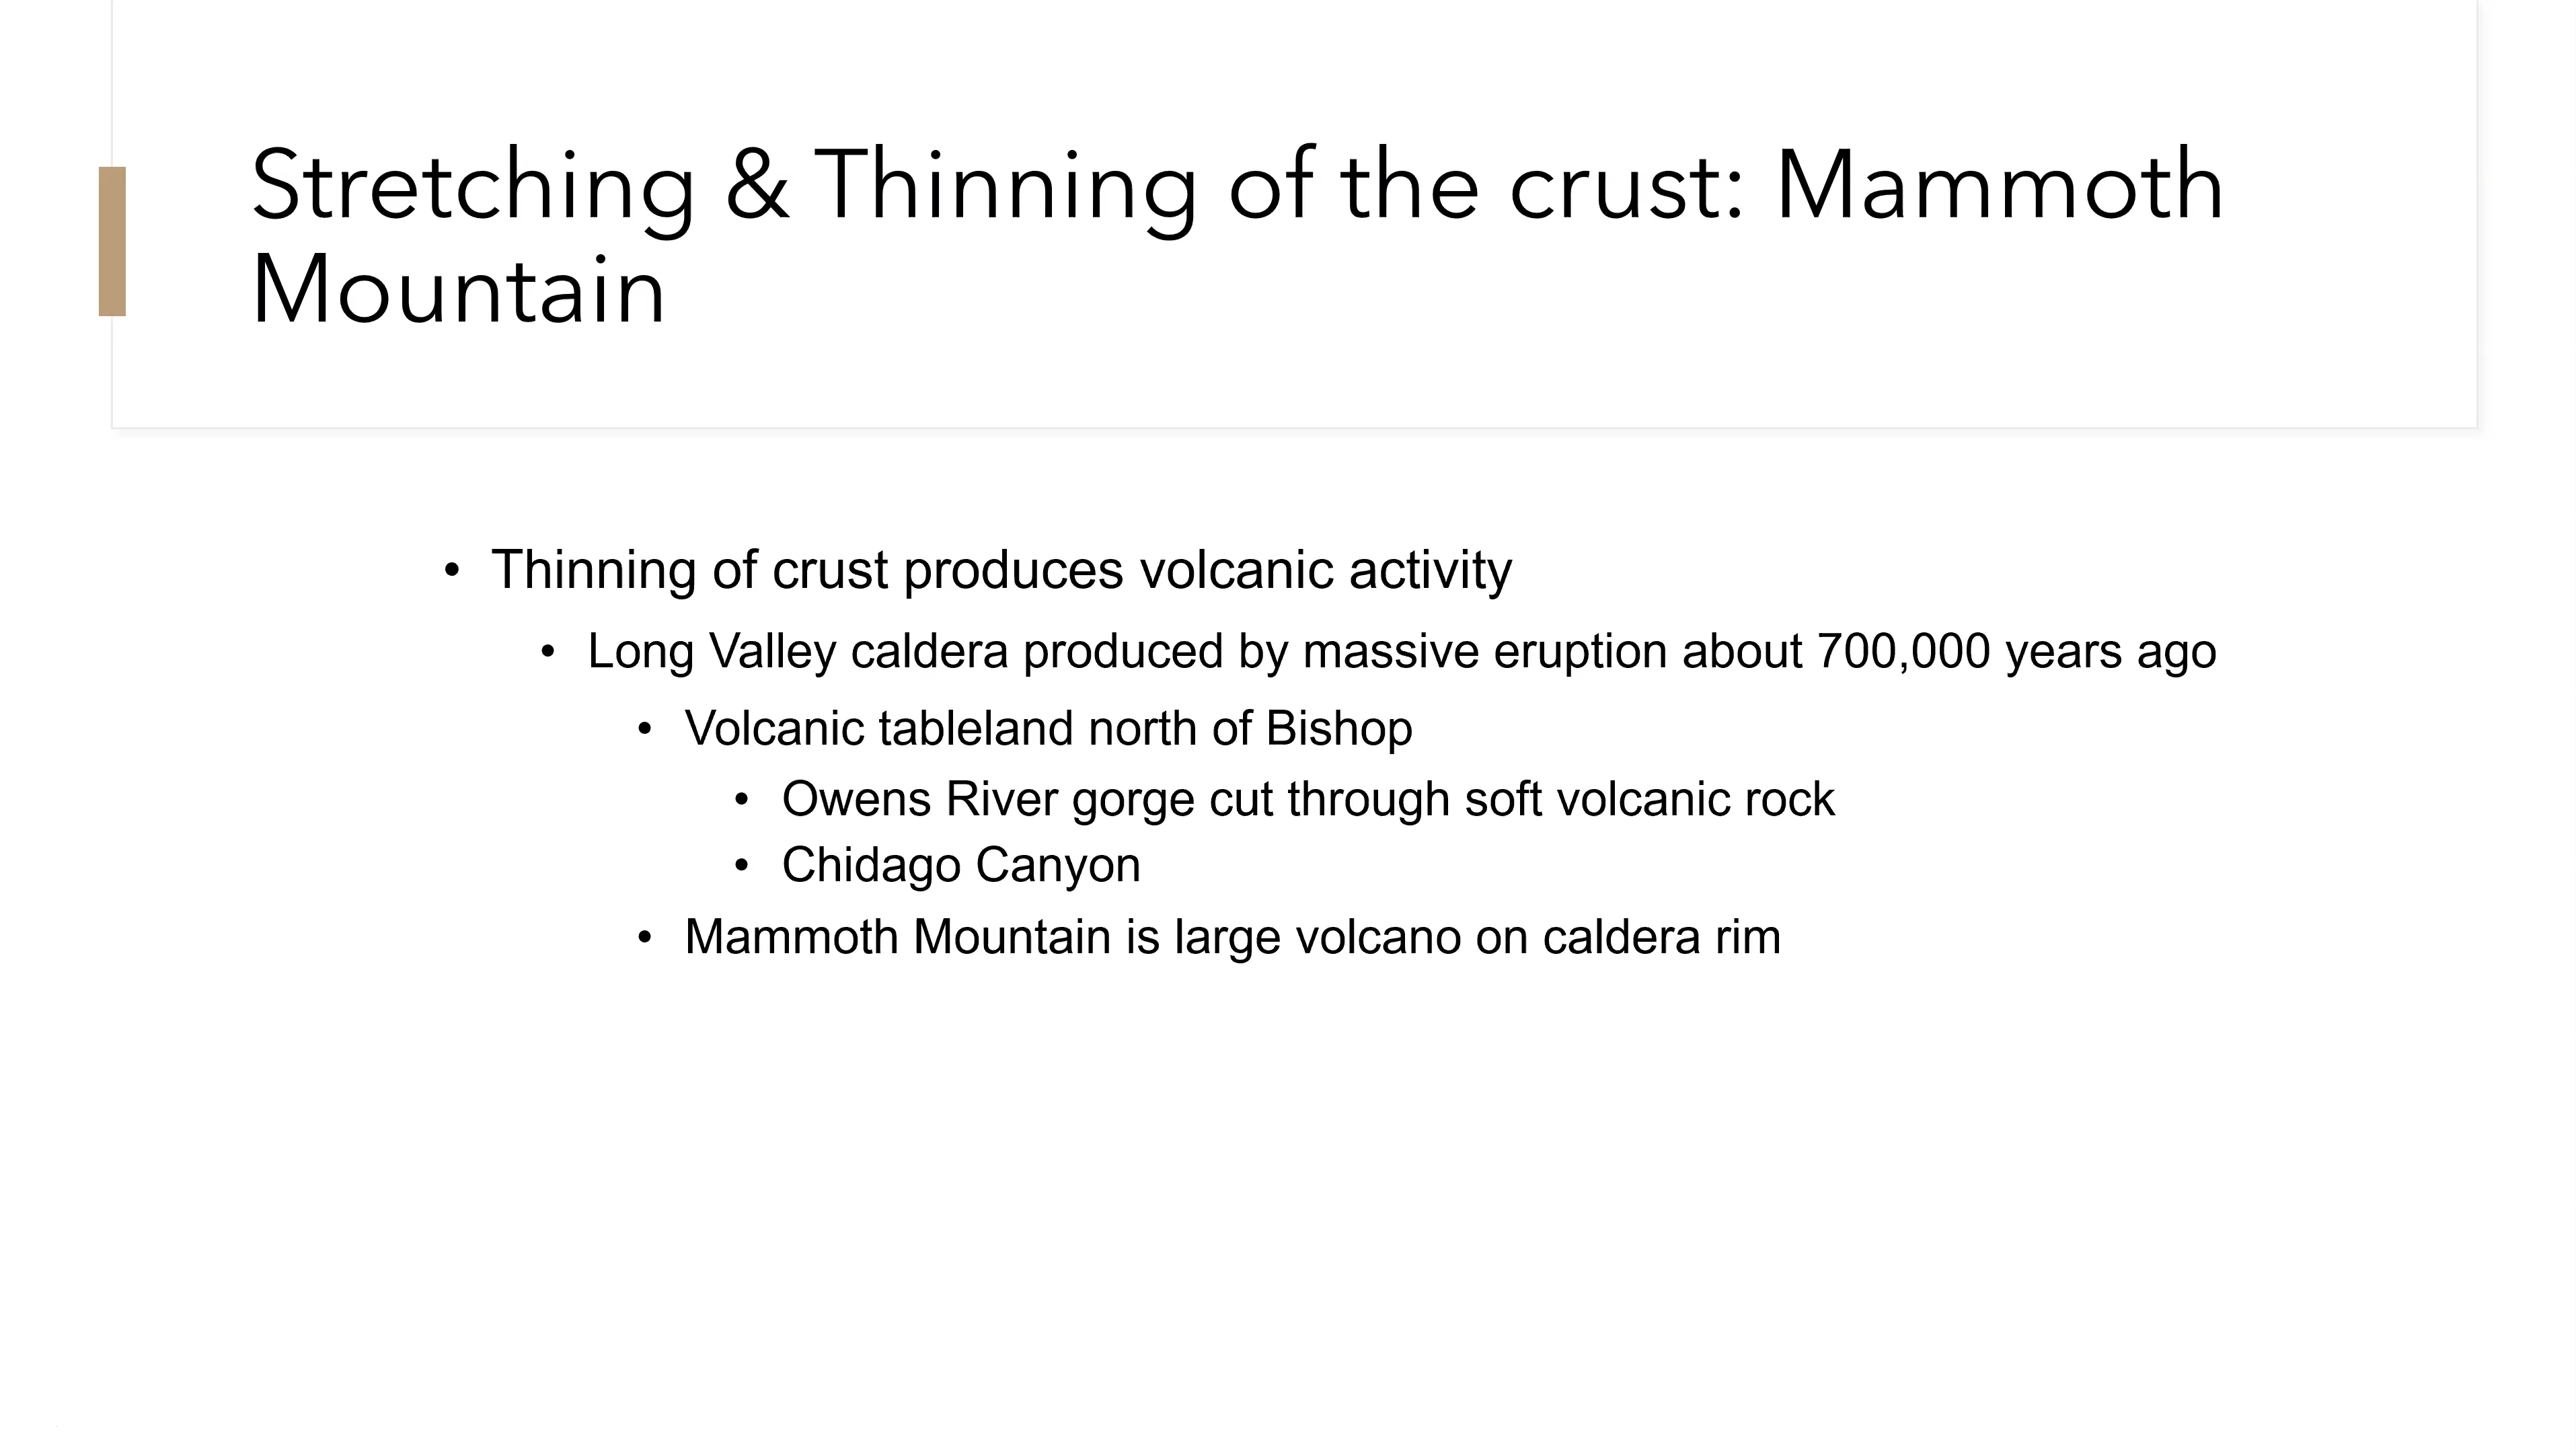 Stretching & Thinning of the crust: Mammoth
Mountain
• Thinning of crust produces volcanic activity
• Long Valley caldera produced by massive eruption about 700,000 years ago
• Volcanic tableland north of Bishop
• Owens River gorge cut through soft volcanic rock
• Chidago Canyon
• Mammoth Mountain is large volcano on caldera rim